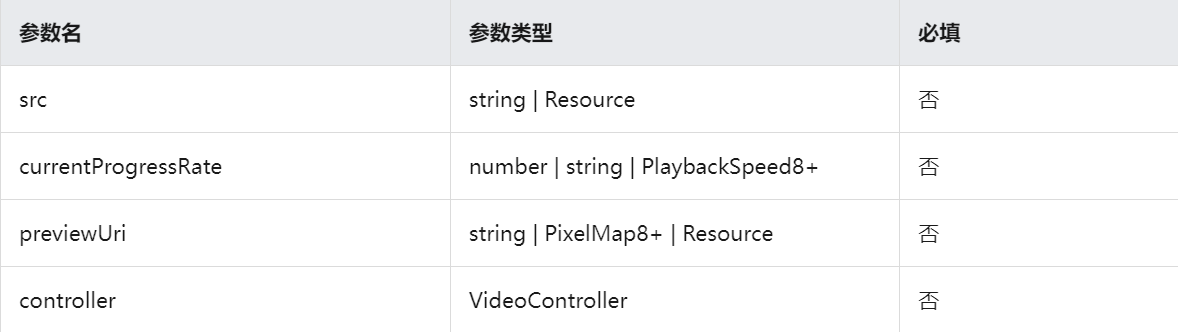 参数名 参数类型 必填
src string | Resource 否
currentProgressRate number | string | PlaybackSpeed8+ 否
previewUri string | PixelMap8+ | Resource 否
controller VideoController 否